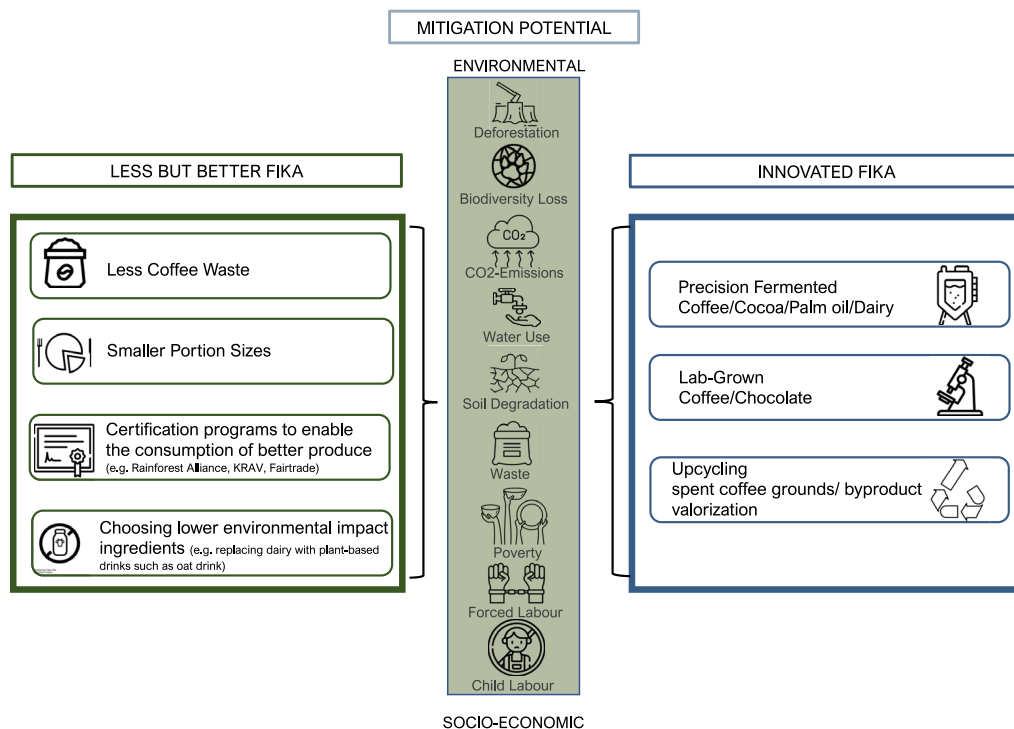 MITIGATION POTENTIAL
ENVIRONMENTAL
LESS BUT BETTER FIKA
Less Coffee Waste
Smaller Portion Sizes
Certification programs to enable
the consumption of better produce
(e.g. Rainforest Alliance, KRAV, Fairtrade)
Choosing lower environmental impact
ingredients (e.g. replacing dairy with plant-based
drinks such as oat drink)
Deforestation
Biodiversity Loss
CO₂
CO2-Emissions
Water Use
Soil Degradation
Waste
Poverty
Forced Labour
Child Labour
SOCIO-ECONOMIC
INNOVATED FIKA
Precision Fermented
Coffee/Cocoa/Palm oil/Dairy
Lab-Grown
Coffee/Chocolate
Upcycling
spent coffee grounds/ byproduct
valorization